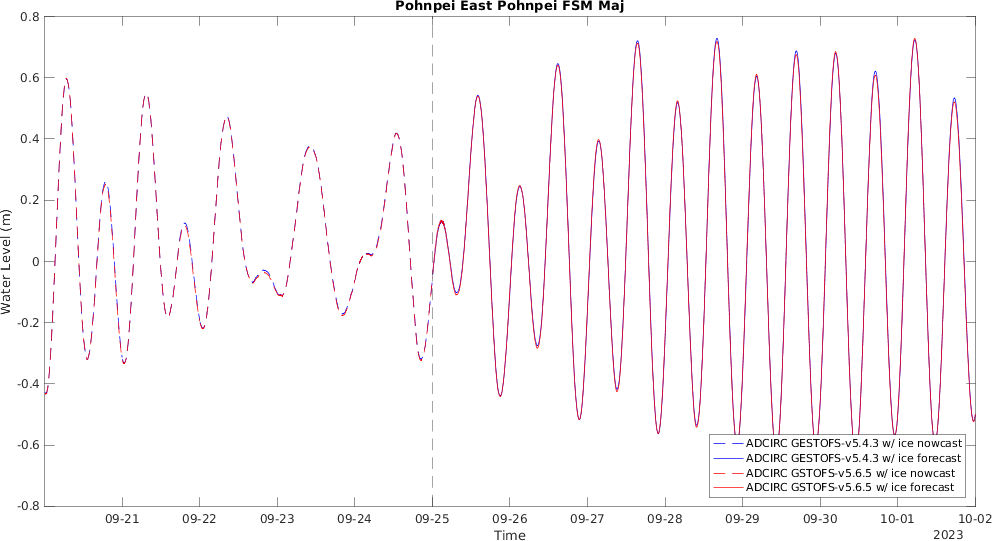 Pohnpei East Pohnpei FSM Maj
0.8
0.6
0.4
0.2
0
-0.2
-0.4
-0.6
-0.8
Water Level (m)
ADCIRC GESTOFS-v5.4.3 w/ ice nowcast
ADCIRC GESTOFS-v5.4.3 w/ ice forecast
ADCIRC GSTOFS-v5.6.5 w/ ice nowcast
ADCIRC GSTOFS-v5.6.5 w/ ice forecast
09-21 09-22 09-23 09-24 09-25 09-26 09-27 09-28 09-29 09-30 10-01 10-02
Time
2023